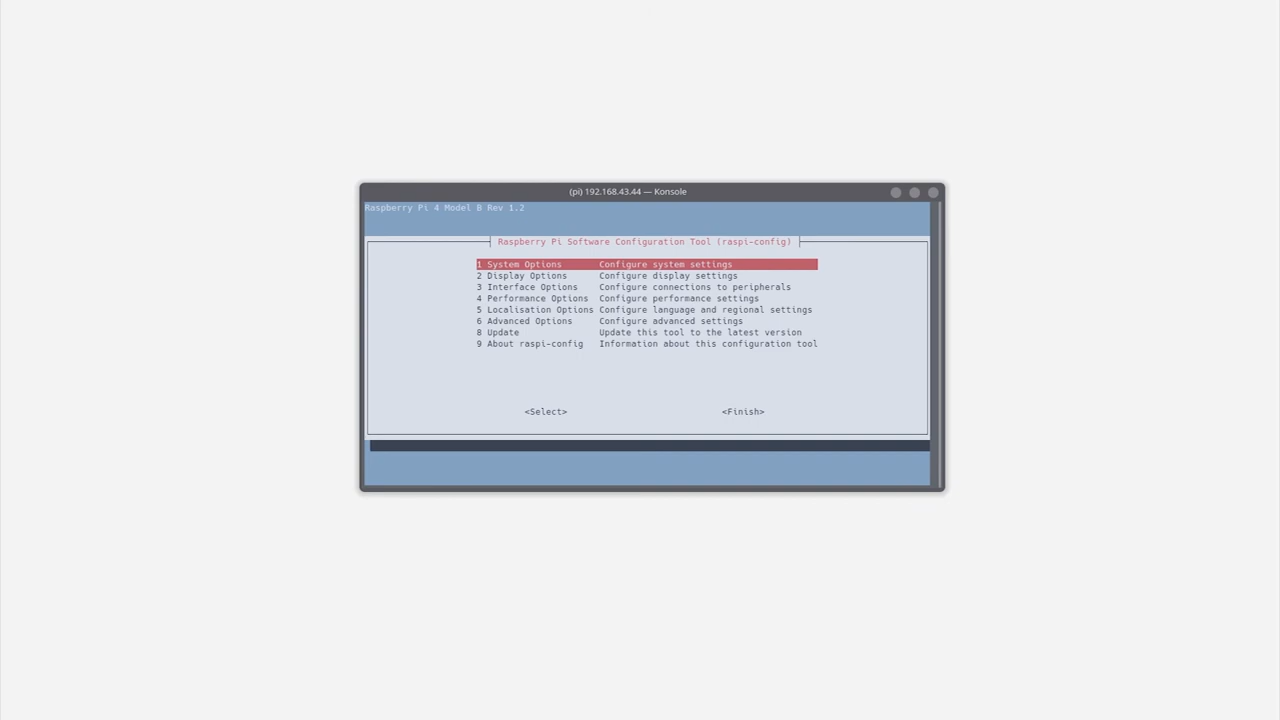 (pi) 192.168.43.44 — Konsole
Raspberry Pi 4 Model B Rev 1.2
Raspberry Pi Software Configuration Tool (raspi-config)
1 System Options Configure system settings
2 Display Options Configure display settings
3 Interface Options Configure connections to peripherals
4 Performance Options Configure performance settings
5 Localisation Options Configure language and regional settings
6 Advanced Options Configure advanced settings
8 Update Update this tool to the latest version
9 About raspi-config Information about this configuration tool
<Select> <Finish>